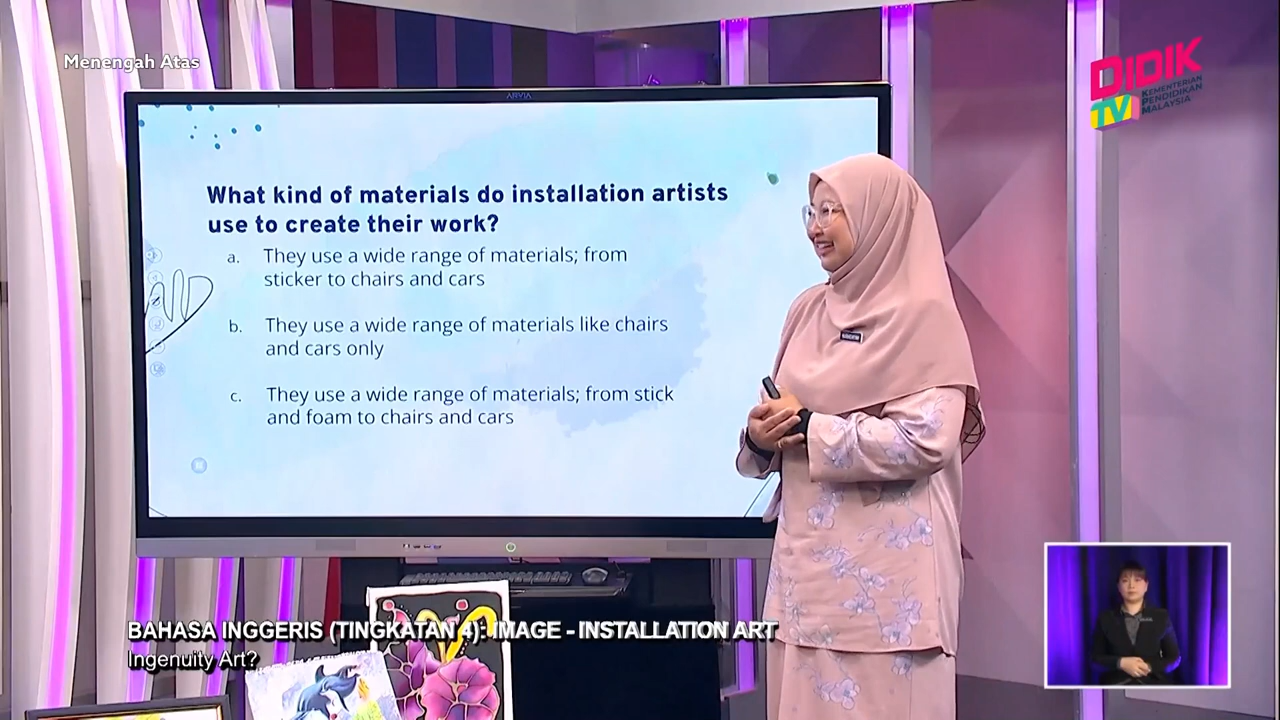 Menengah Atas
DIDIK
TV
KEMENTERIAN
PENDIDIKAN
MALAYSIA
ARVIA
What kind of materials do installation artists
use to create their work?
a. They use a wide range of materials; from
sticker to chairs and cars
b. They use a wide range of materials like chairs
and cars only
c. They use a wide range of materials; from stick
and foam to chairs and cars
BAHASA INGGERIS (TINGKATAN 4): IMAGE - INSTALLATION ART
Ingenuity Art?